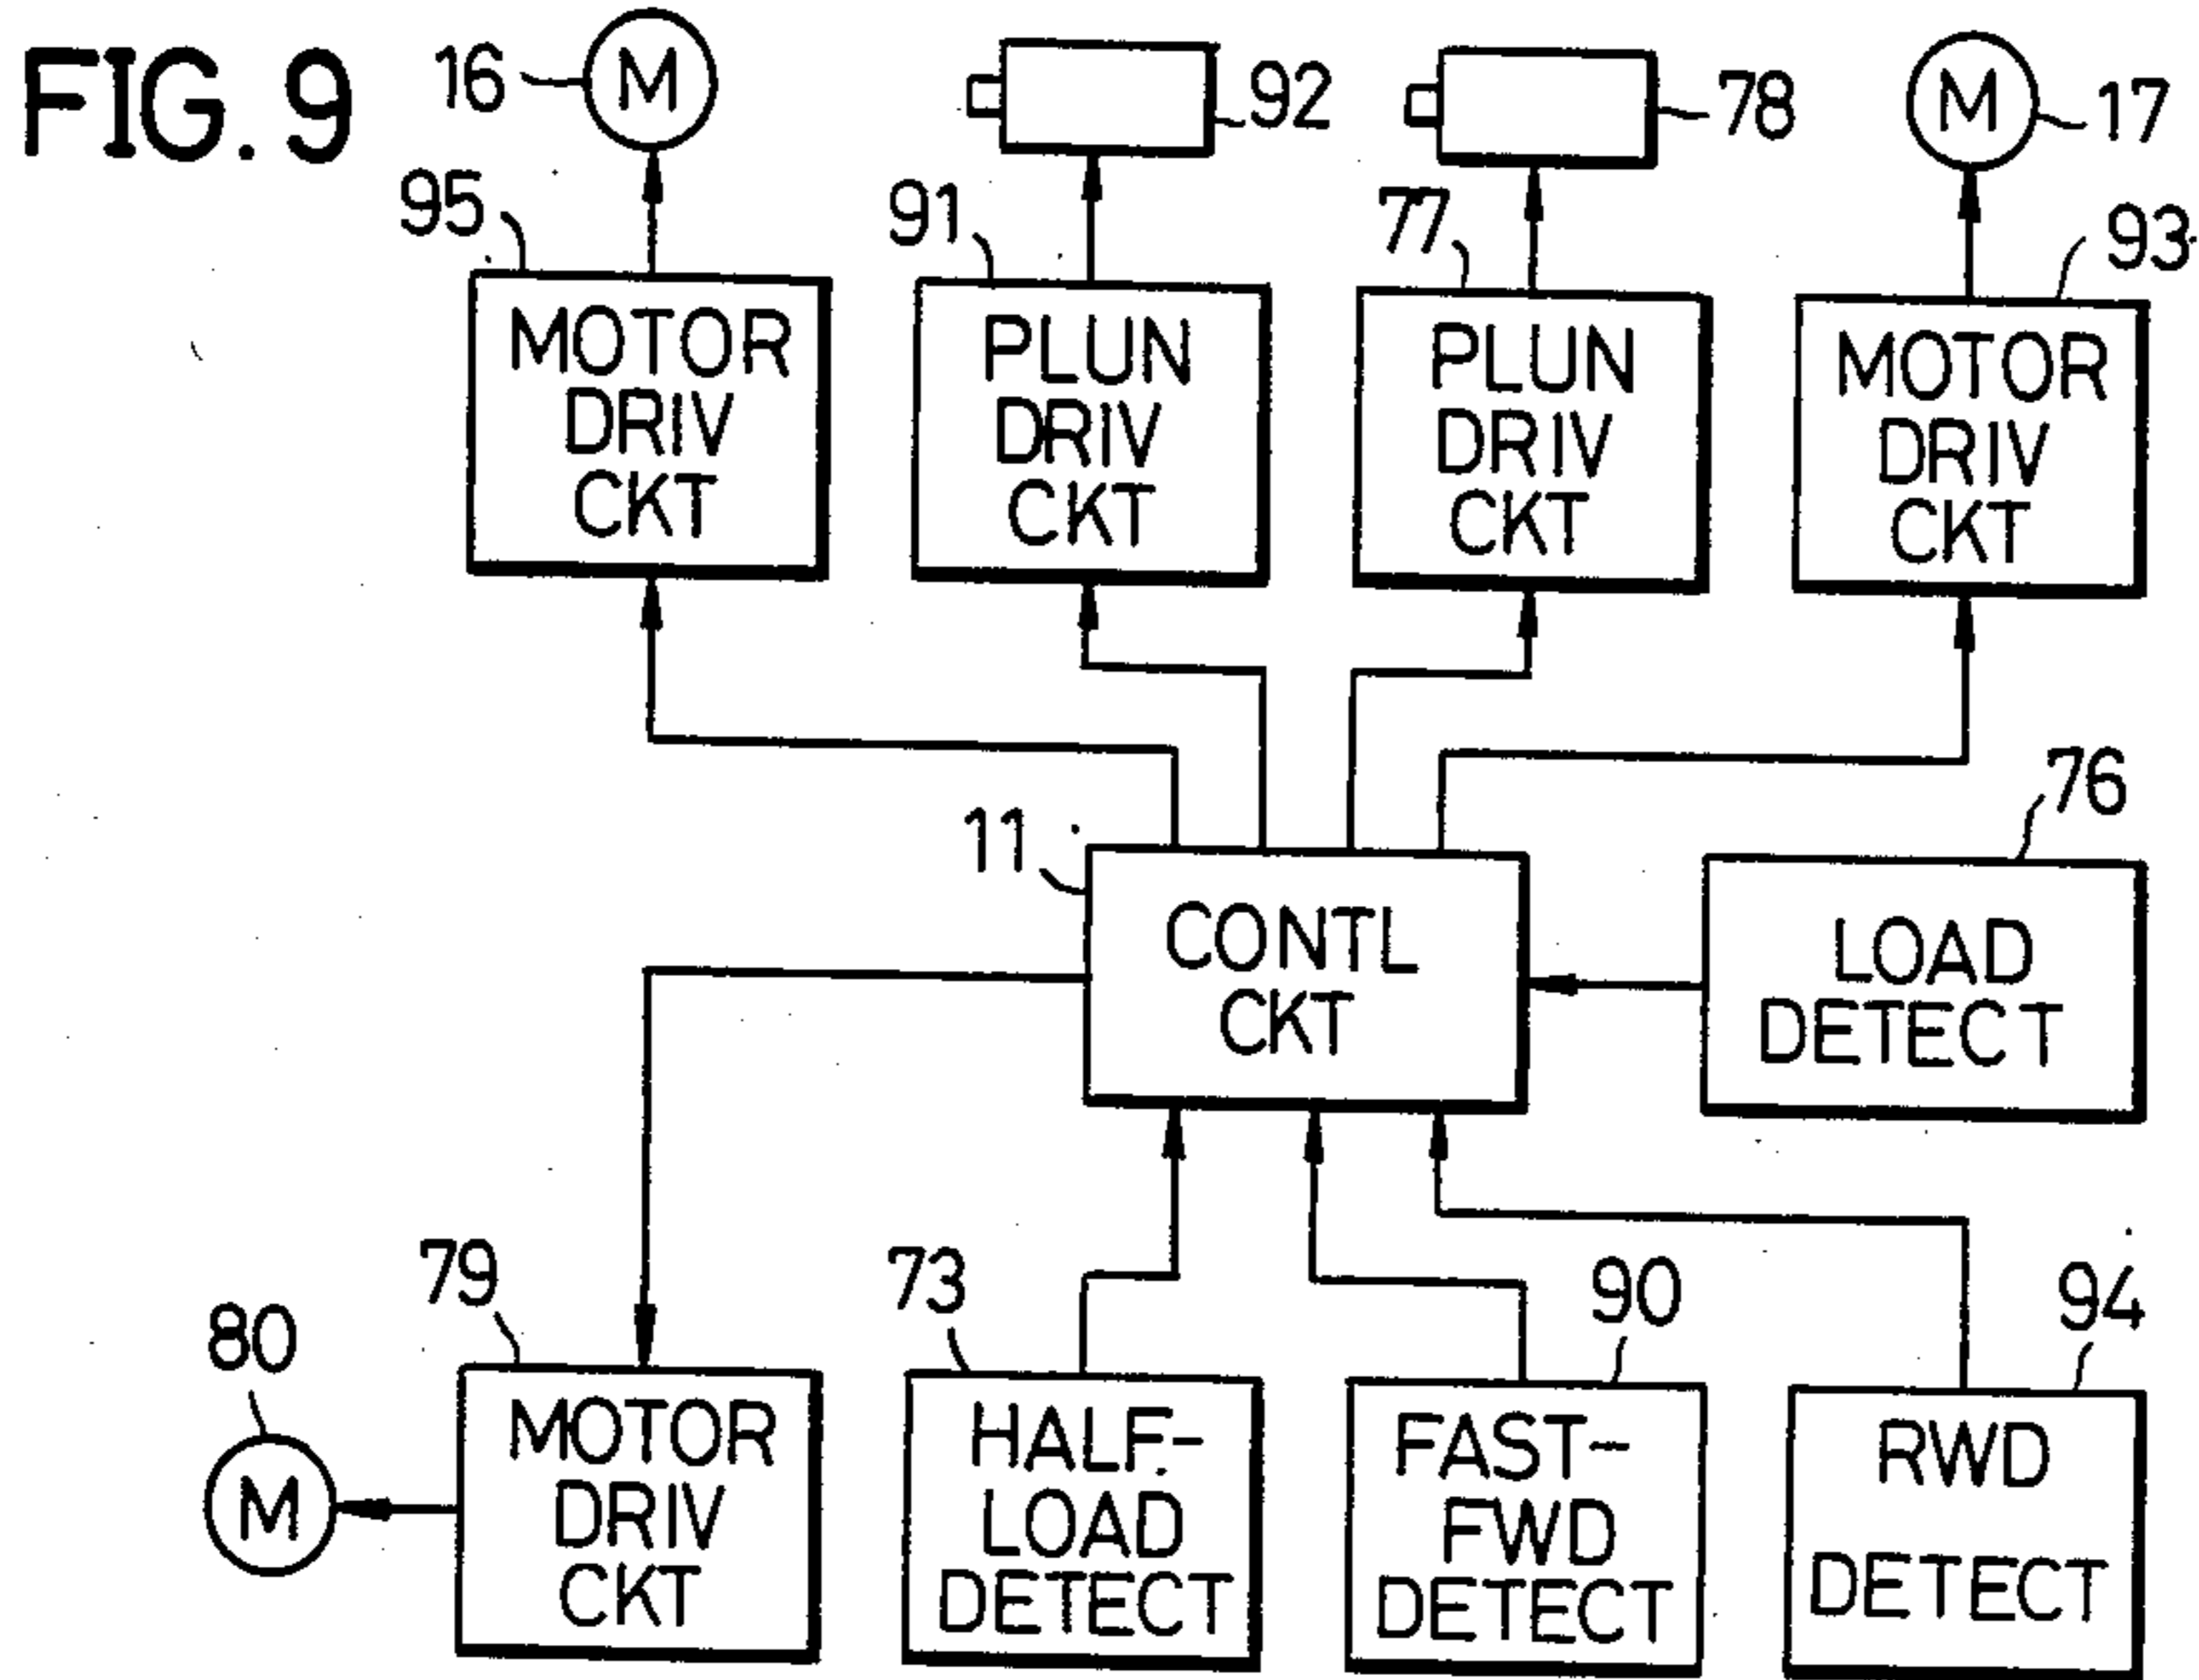 FIG. 9
16
M
92
78
M
17
95
91
77
93
MOTOR
DRIV
CKT
PLUN
DRIV
CKT
PLUN
DRIV
CKT
MOTOR
DRIV
CKT
11
CONTL
CKT
76
LOAD
DETECT
80
M
79
MOTOR
DRIV
CKT
73
HALF-
LOAD
DETECT
90
FAST-
FWD
DETECT
94
RWD
DETECT